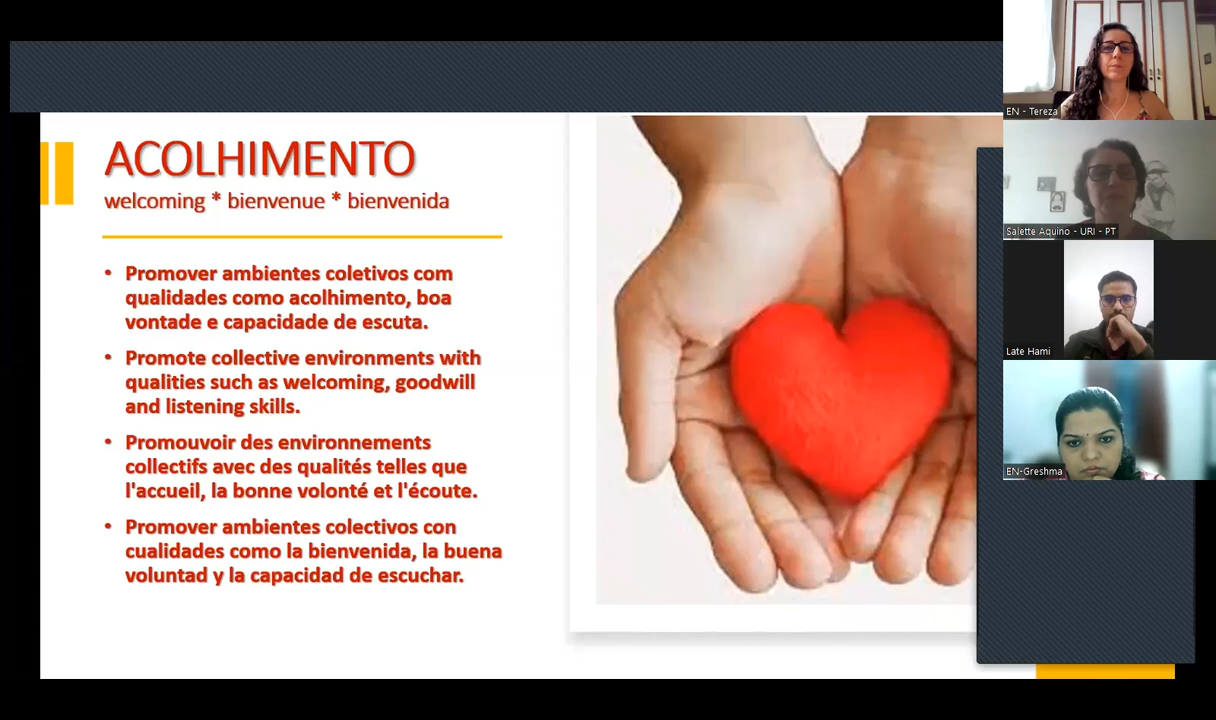 ACOLHIMENTO
welcoming * bienvenue * bienvenida
• Promover ambientes coletivos com
qualidades como acolhimento, boa
vontade e capacidade de escuta.
• Promote collective environments with
qualities such as welcoming, goodwill
and listening skills.
• Promouvoir des environnements
collectifs avec des qualités telles que
l'accueil, la bonne volonté et l'écoute.
• Promover ambientes colectivos con
cualidades como la bienvenida, la buena
voluntad y la capacidad de escuchar.
EN - Tereza
Salette Aquino - URI - PT
Late Hami
EN-Greshma